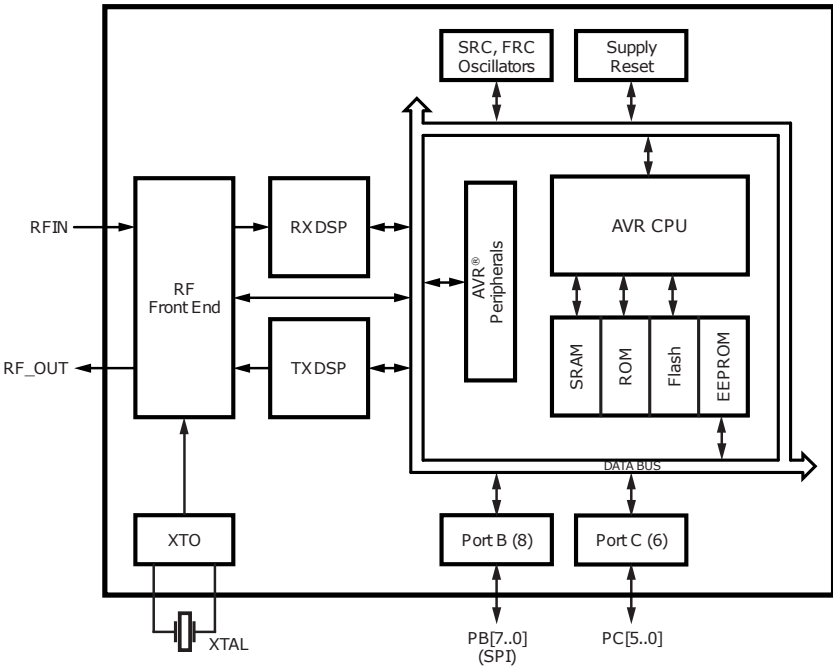 SRC, FRC
Oscillators
Supply
Reset
RFIN
RF
Front End
RX DSP
AVR®
Peripherals
AVR CPU
RF_OUT
TX DSP
SRAM
ROM
Flash
EEPROM
DATA BUS
XTO
Port B (8)
Port C (6)
XTAL
PB[7..0]
(SPI)
PC[5..0]